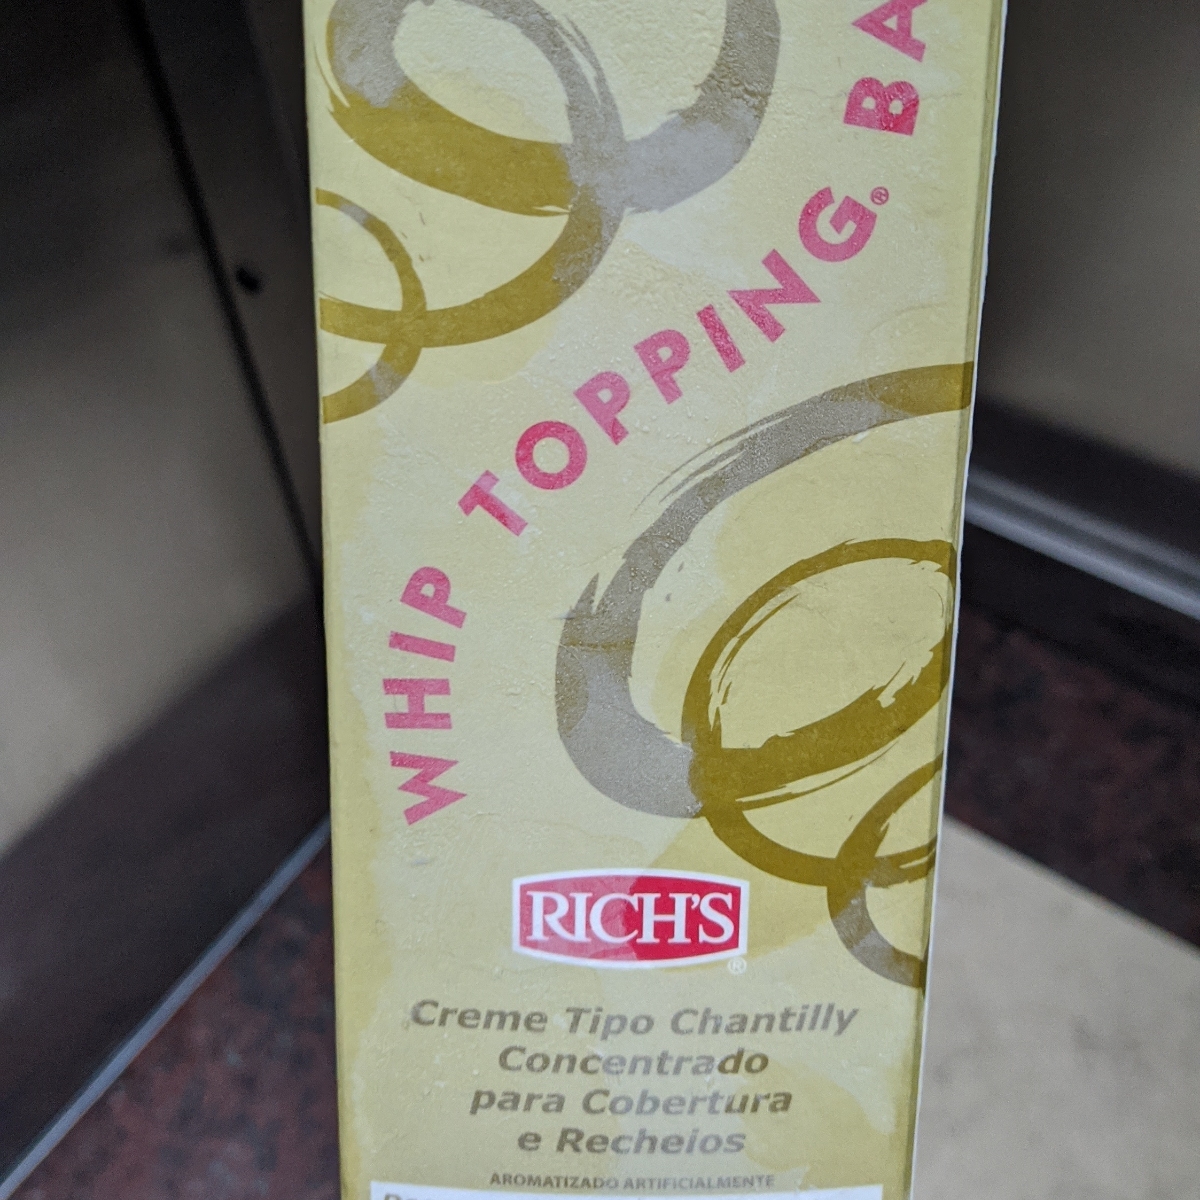 WHIP TOPPING® BA
RICH'S
®
Creme Tipo Chantilly
Concentrado
para Cobertura
e Recheios
AROMATIZADO ARTIFICIALMENTE